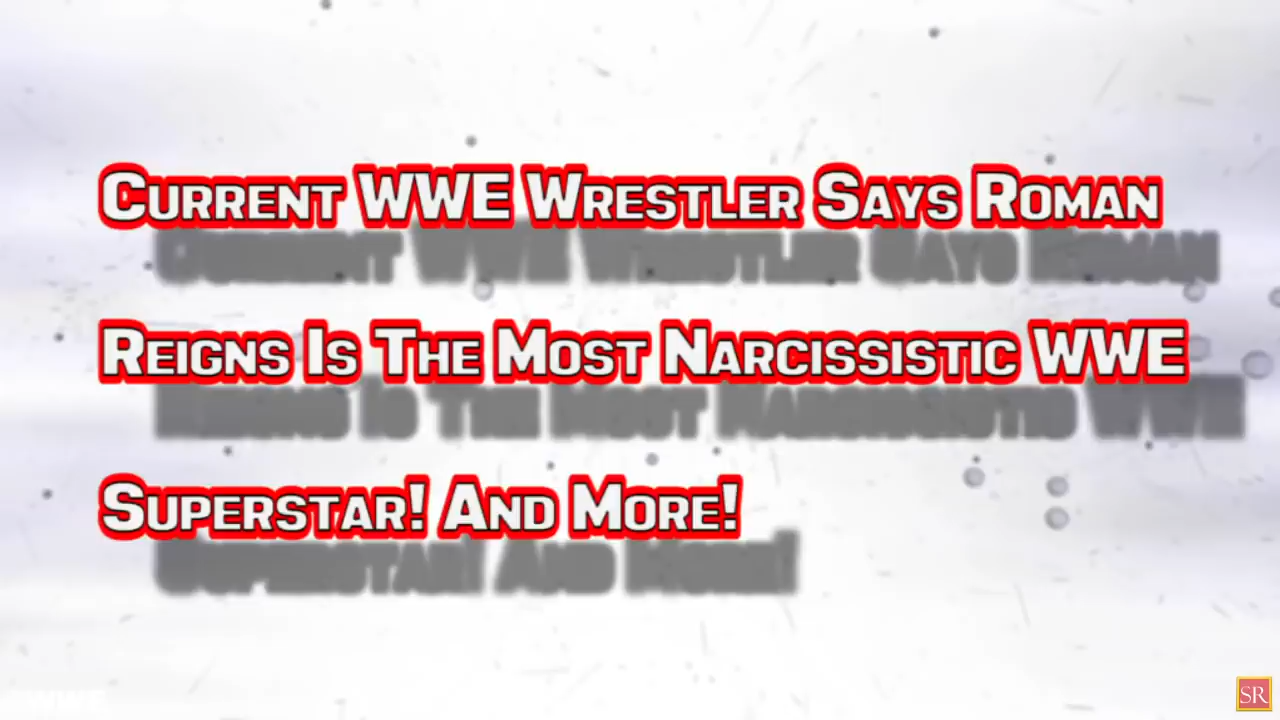 Current WWE Wrestler Says Roman
Reigns Is The Most Narcissistic WWE
Superstar! And More!
SR